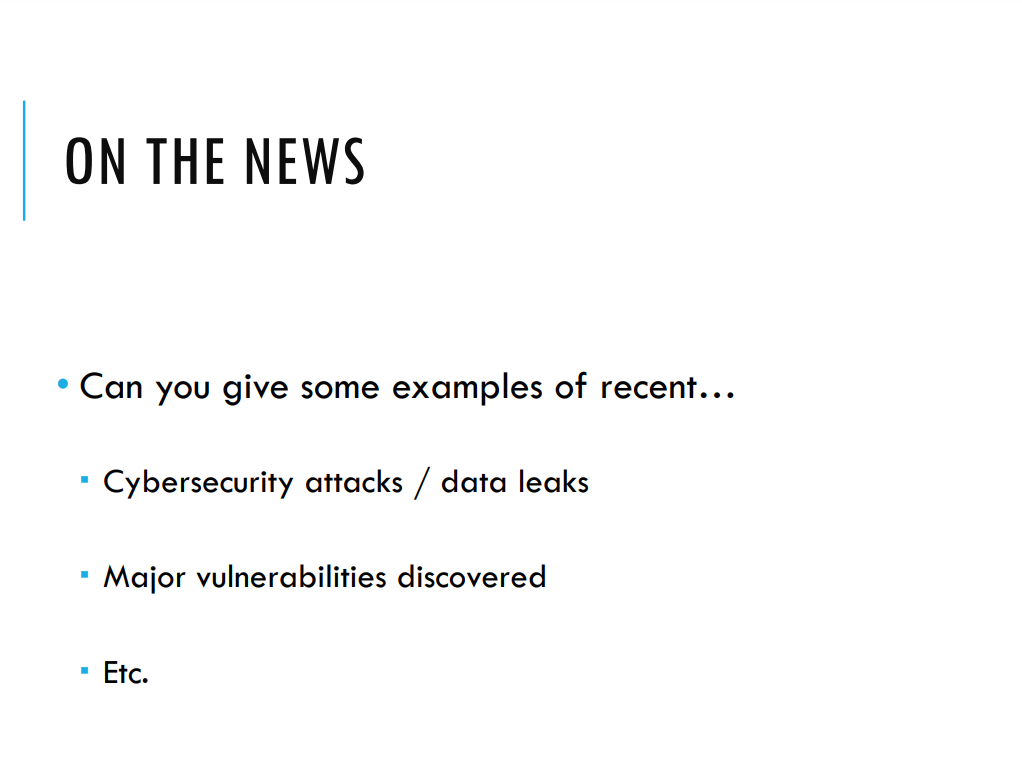 ON THE NEWS
• Can you give some examples of recent…
▪ Cybersecurity attacks / data leaks
▪ Major vulnerabilities discovered
▪ Etc.